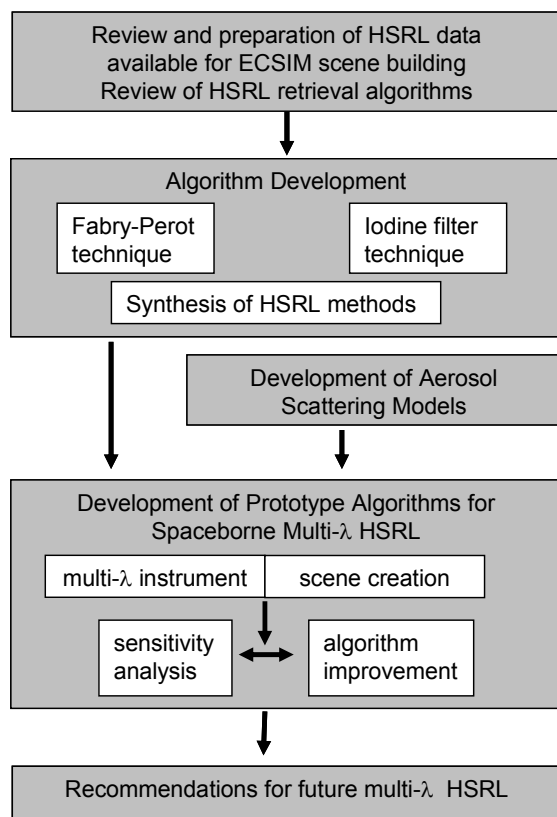 Review and preparation of HSRL data
available for ECSIM scene building
Review of HSRL retrieval algorithms
Algorithm Development
Fabry-Perot
technique
Iodine filter
technique
Synthesis of HSRL methods
Development of Aerosol
Scattering Models
Development of Prototype Algorithms for
Spaceborne Multi-λ HSRL
multi-λ instrument
scene creation
sensitivity
analysis
algorithm
improvement
Recommendations for future multi-λ HSRL